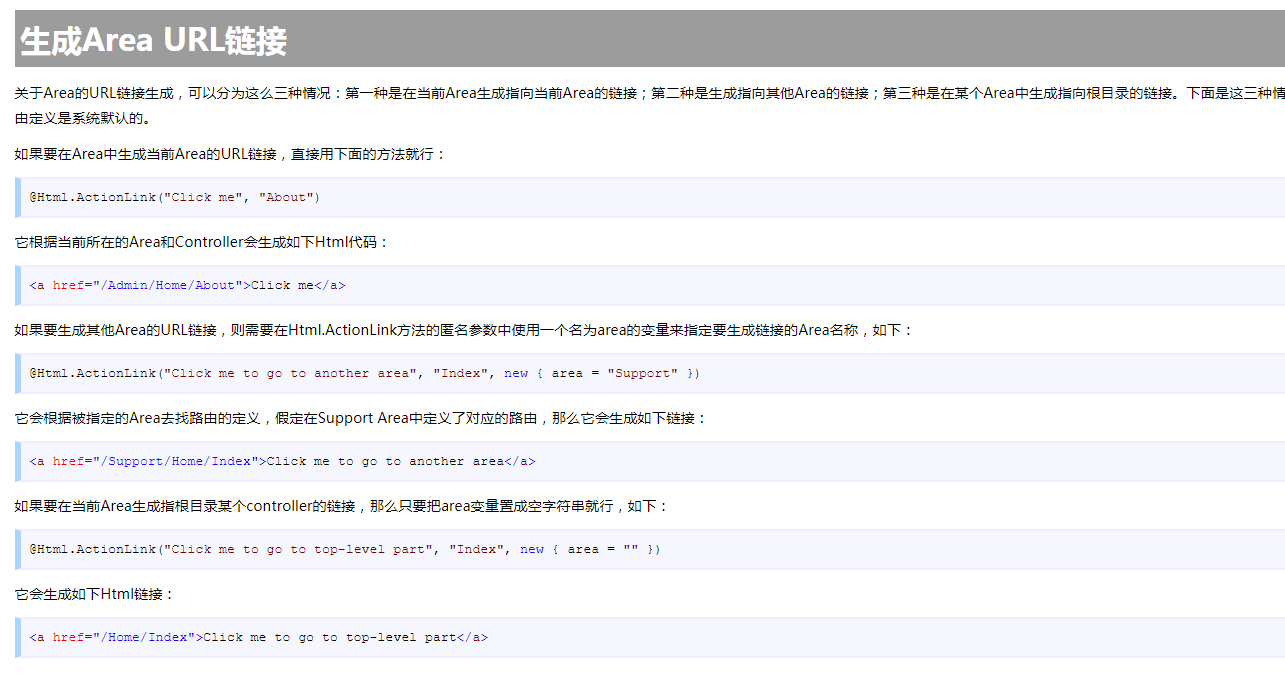 生成Area URL链接
关于Area的URL链接生成，可以分为这么三种情况：第一种是在当前Area生成指向当前Area的链接；第二种是生成指向其他Area的链接；第三种是在某个Area中生成指向根目录的链接。下面是这三种情
由定义是系统默认的。
如果要在Area中生成当前Area的URL链接，直接用下面的方法就行：
@Html.ActionLink("Click me", "About")
它根据当前所在的Area和Controller会生成如下Html代码：
<a href="/Admin/Home/About">Click me</a>
如果要生成其他Area的URL链接，则需要在Html.ActionLink方法的匿名参数中使用一个名为area的变量来指定要生成链接的Area名称，如下：
@Html.ActionLink("Click me to go to another area", "Index", new { area = "Support" })
它会根据被指定的Area去找路由的定义，假定在Support Area中定义了对应的路由，那么它会生成如下链接：
<a href="/Support/Home/Index">Click me to go to another area</a>
如果要在当前Area生成指根目录某个controller的链接，那么只要把area变量置成空字符串就行，如下：
@Html.ActionLink("Click me to go to top-level part", "Index", new { area = "" })
它会生成如下Html链接：
<a href="/Home/Index">Click me to go to top-level part</a>